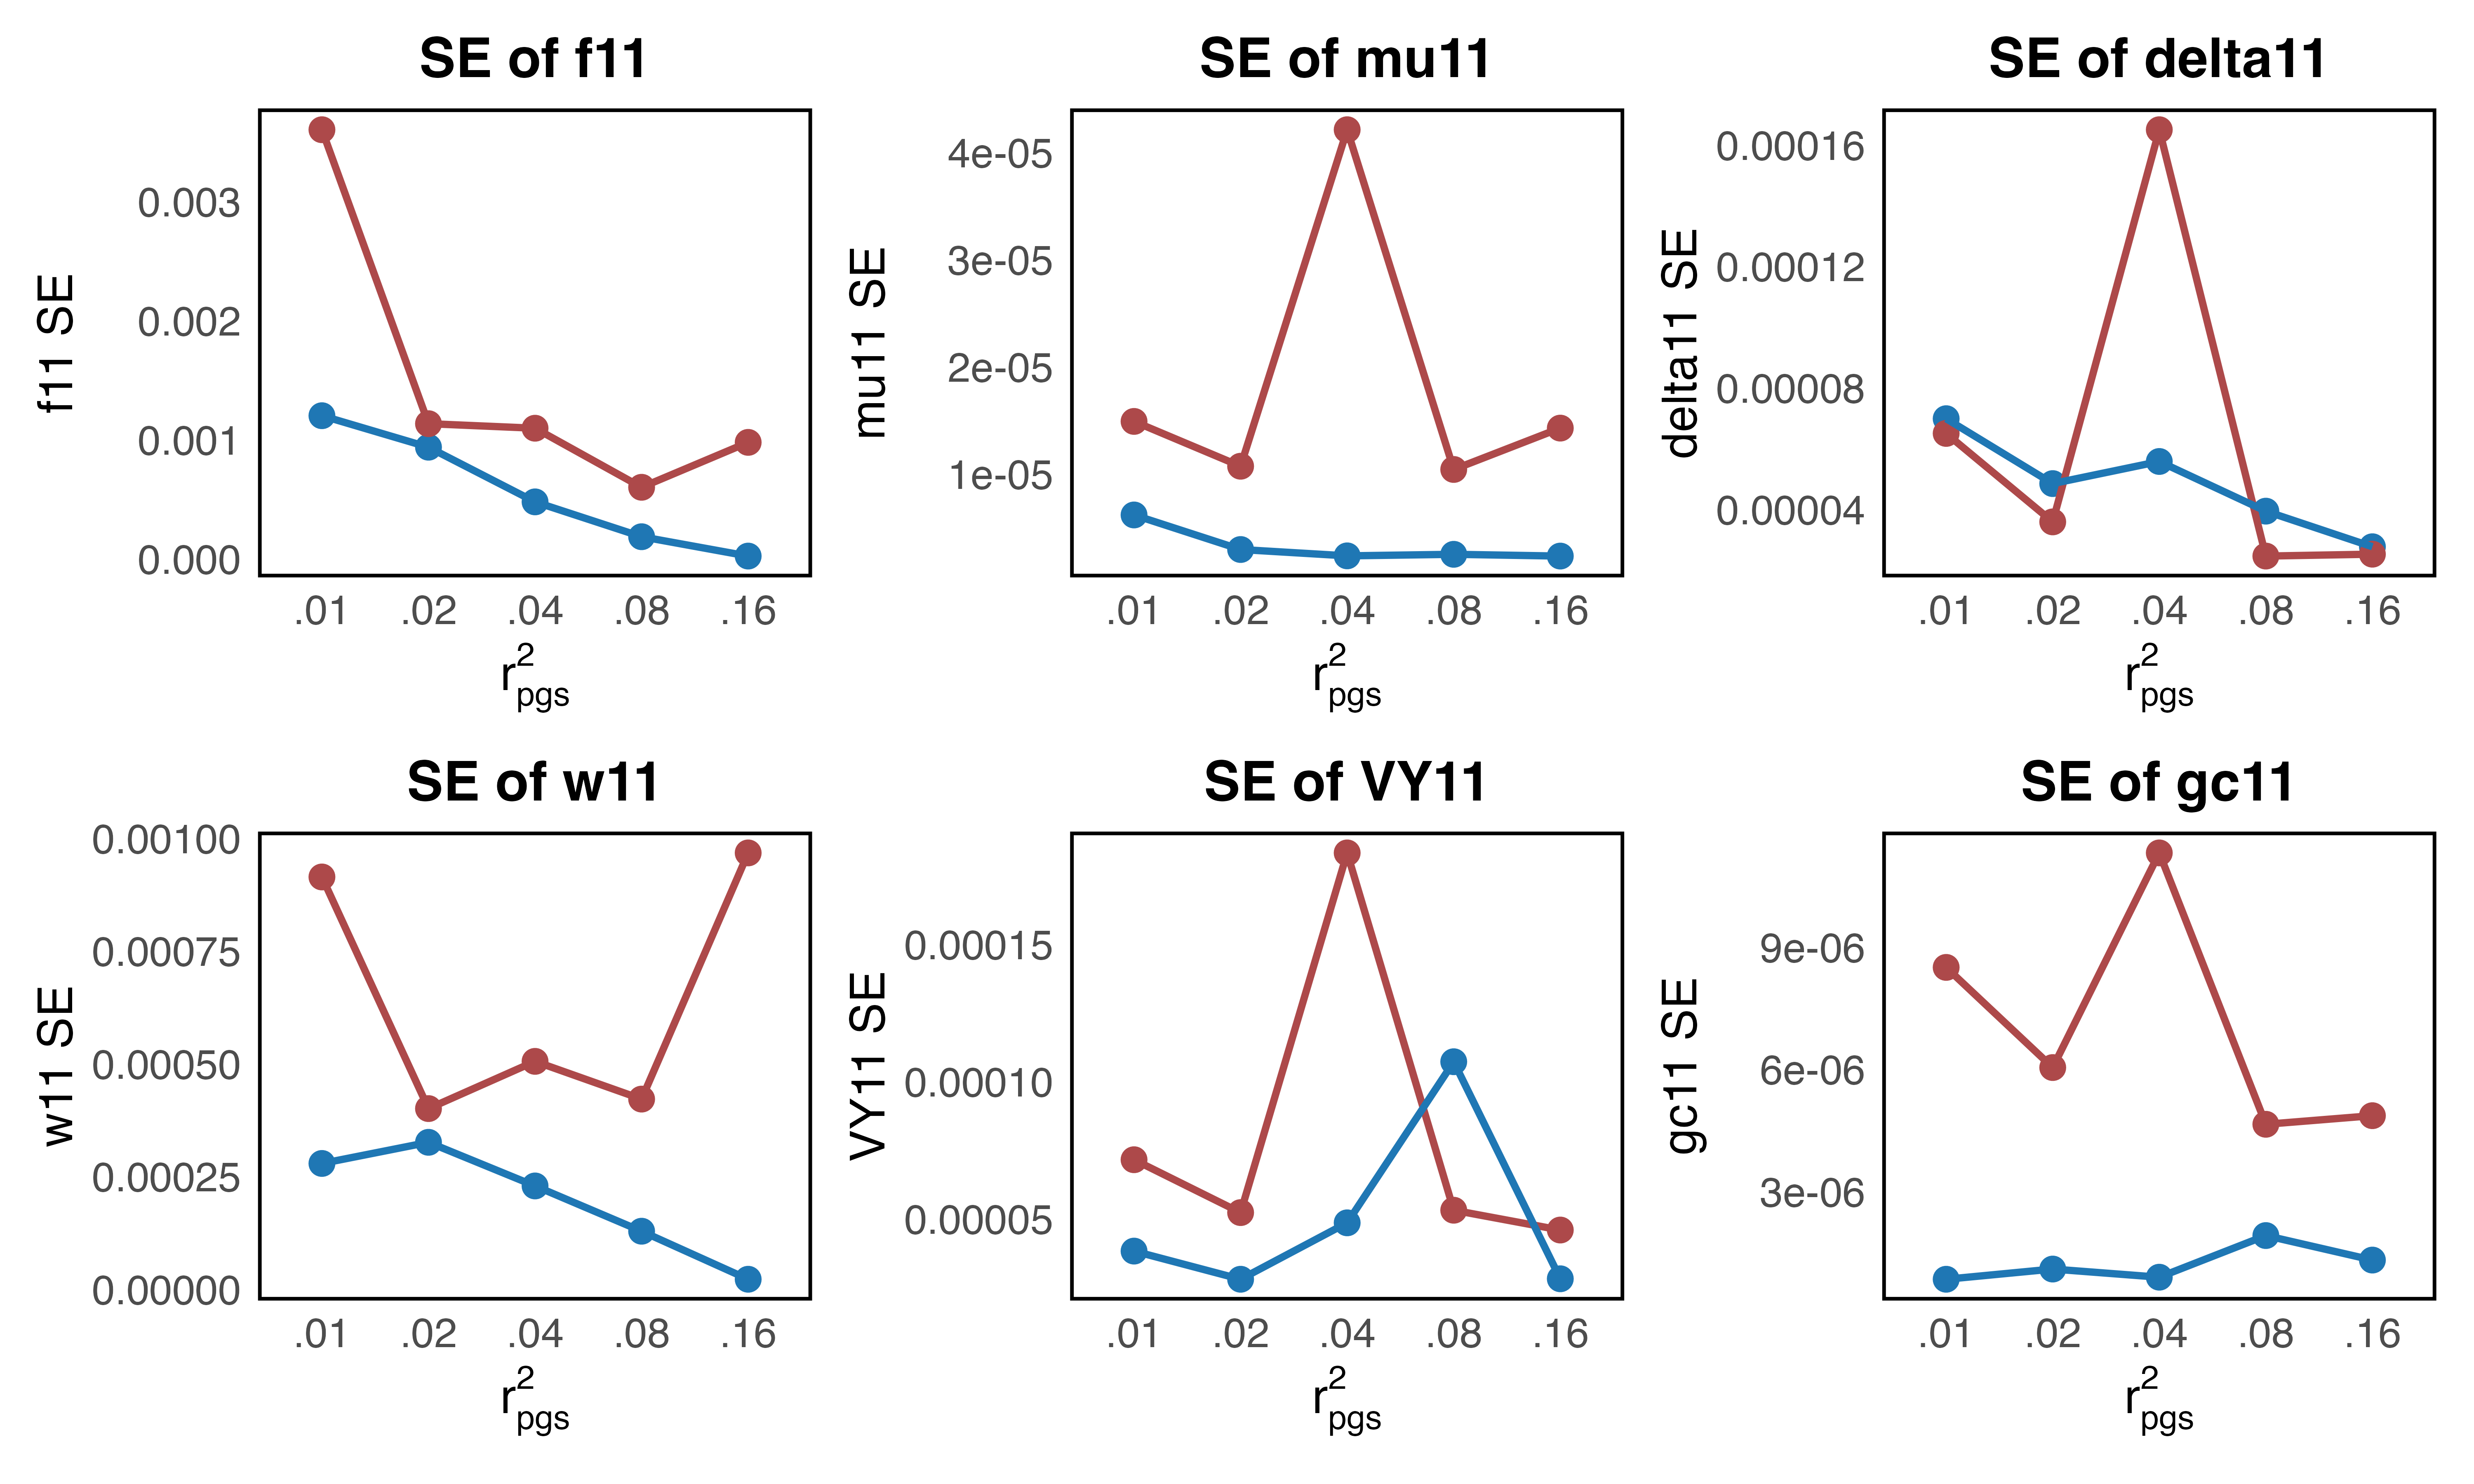 SE of f11
f11 SE
0.003
0.002
0.001
0.000
.01 .02 .04 .08 .16
r²pgs
SE of mu11
mu11 SE
4e-05
3e-05
2e-05
1e-05
.01 .02 .04 .08 .16
r²pgs
SE of delta11
delta11 SE
0.00016
0.00012
0.00008
0.00004
.01 .02 .04 .08 .16
r²pgs
SE of w11
w11 SE
0.00100
0.00075
0.00050
0.00025
0.00000
.01 .02 .04 .08 .16
r²pgs
SE of VY11
VY11 SE
0.00015
0.00010
0.00005
.01 .02 .04 .08 .16
r²pgs
SE of gc11
gc11 SE
9e-06
6e-06
3e-06
.01 .02 .04 .08 .16
r²pgs